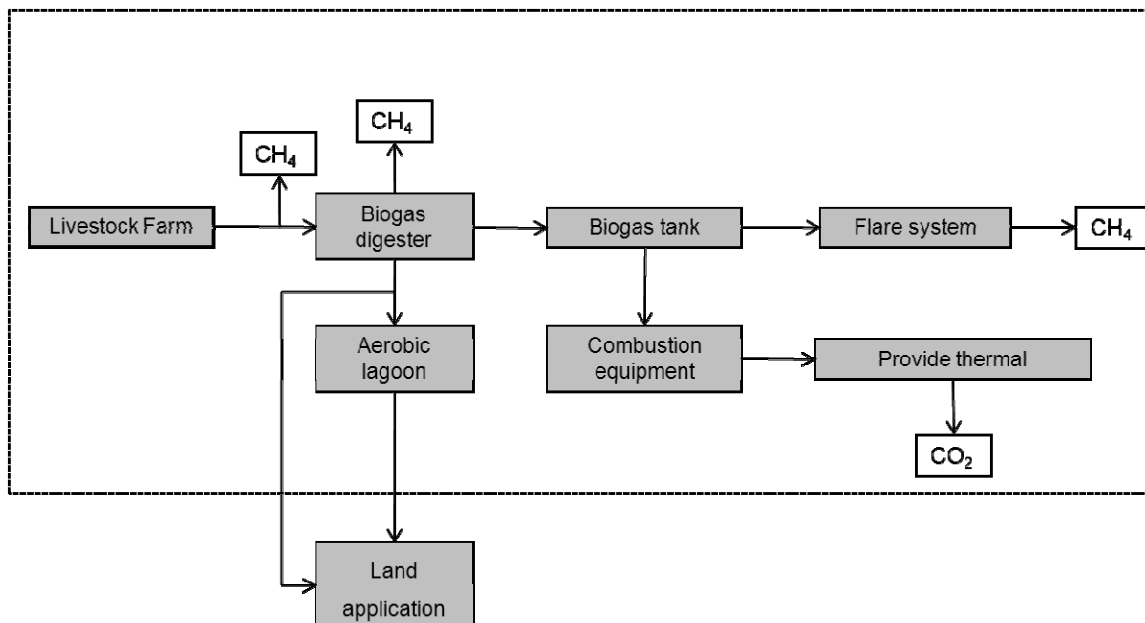 CH₄
CH₄
Livestock Farm
Biogas
digester
Biogas tank
Flare system
CH₄
Aerobic
lagoon
Combustion
equipment
Provide thermal
CO₂
Land
application